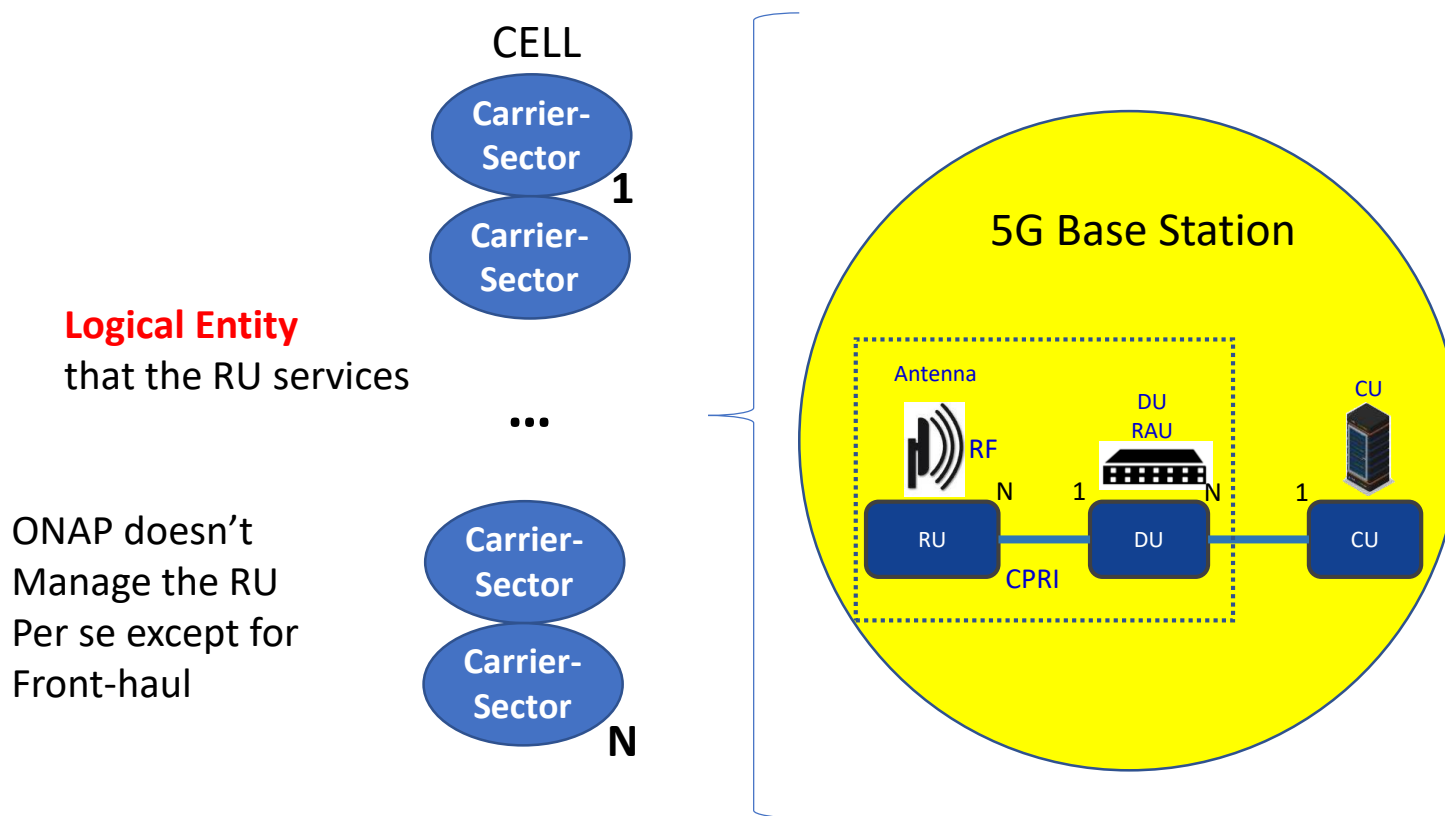 CELL
Carrier-
Sector
1
Carrier-
Sector
Logical Entity
that the RU services
...
ONAP doesn’t
Manage the RU
Per se except for
Front-haul
Carrier-
Sector
Carrier-
Sector
N
5G Base Station
Antenna
RF
DU
RAU
CU
N
1
N
1
RU
CPRI
DU
CU